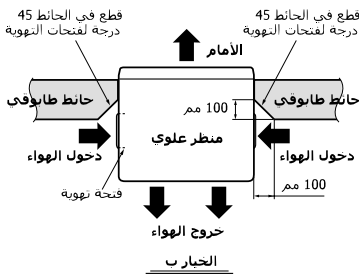 قطع في الحائط 45
درجة لفتحات التهوية
الأمام
قطع في الحائط 45
درجة لفتحات التهوية
حائط طابوقي
حائط طابوقي
100 مم
منظر علوي
دخول الهواء
دخول الهواء
فتحة تهوية
100 مم
خروج الهواء
الخيار ب